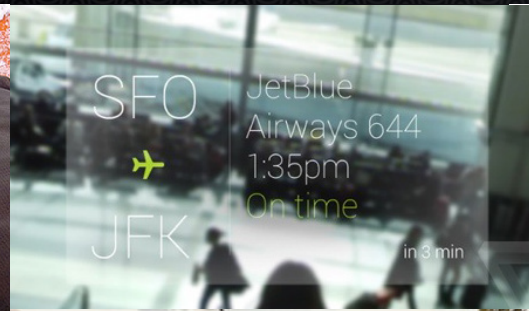 SFO
JFK
JetBlue
Airways 644
1:35pm
On time
in 3 min